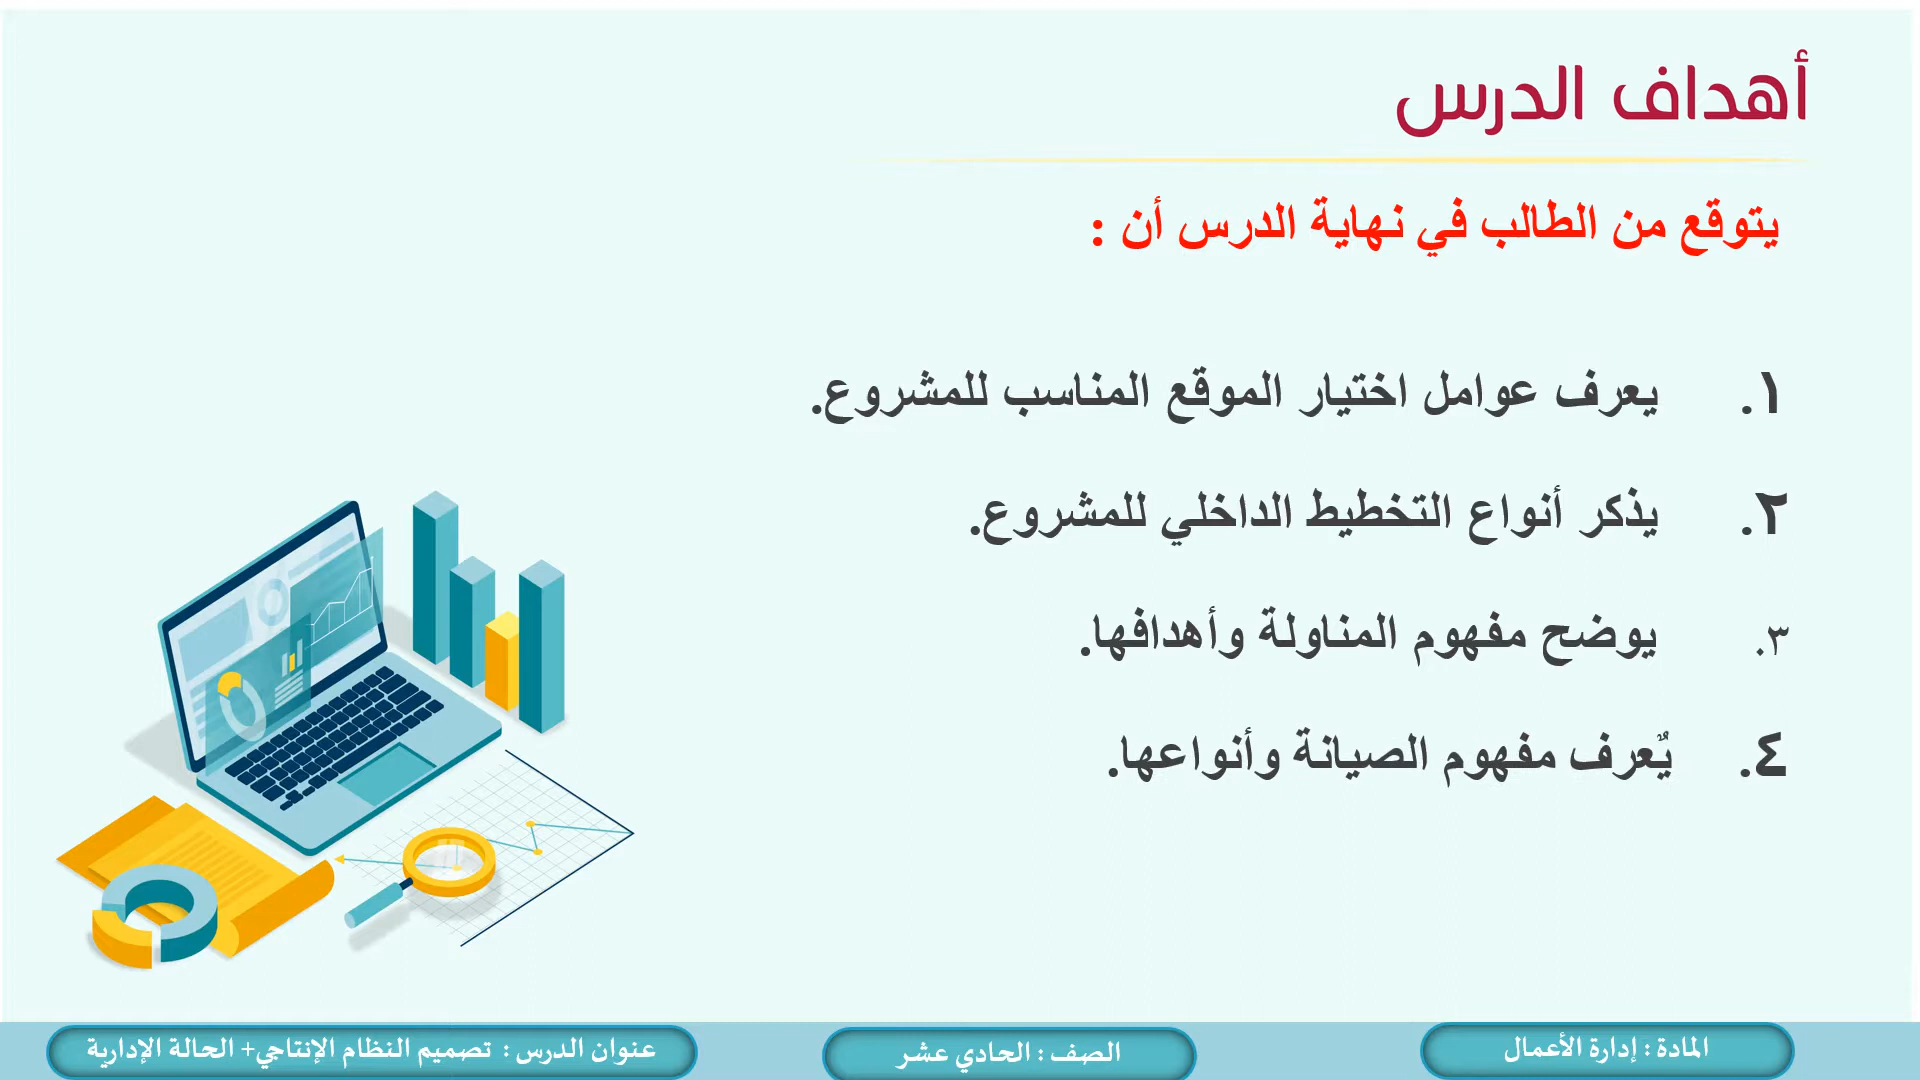 أهداف الدرس
يتوقع من الطالب في نهاية الدرس أن :
١. يعرف عوامل اختيار الموقع المناسب للمشروع.
٢. يذكر أنواع التخطيط الداخلي للمشروع.
٣. يوضح مفهوم المناولة وأهدافها.
٤. يٌعرف مفهوم الصيانة وأنواعها.
المادة : إدارة الأعمال
الصف : الحادي عشر
عنوان الدرس : تصميم النظام الإنتاجي+ الحالة الإدارية